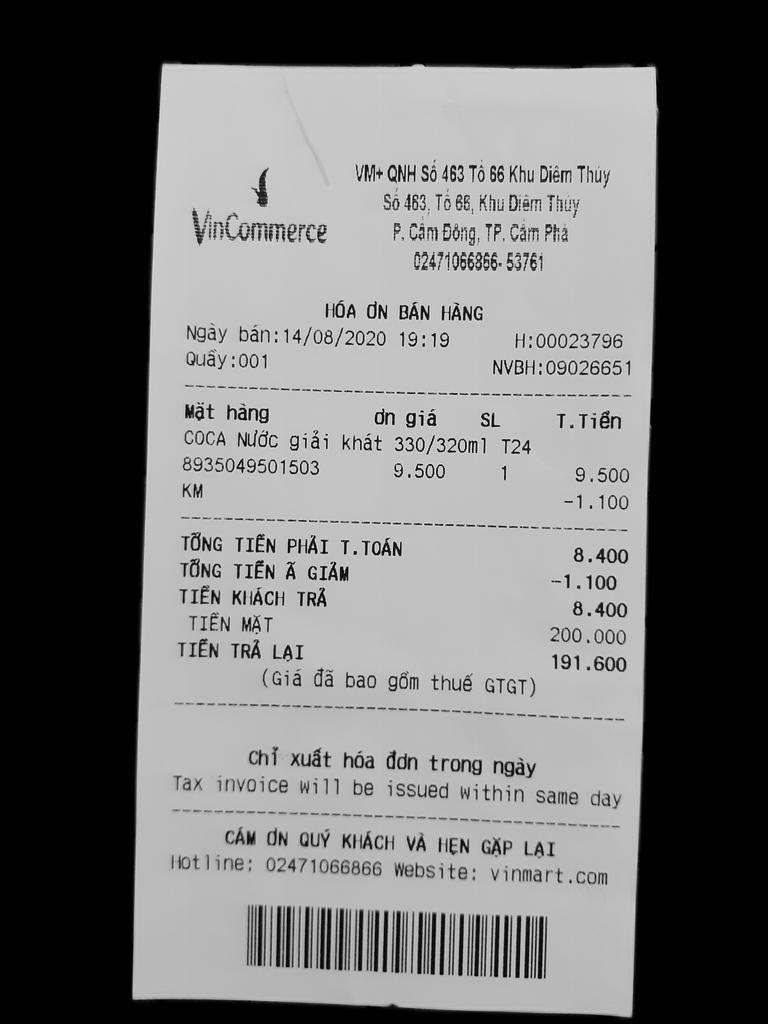 VinCommerce
VM+ QNH Số 463 Tổ 66 Khu Diêm Thủy
Số 463, Tổ 66, Khu Diêm Thủy
P. Cẩm Đông, TP. Cẩm Phả
02471066866- 53761
HÓA ƠN BÁN HÀNG
Ngày bán:14/08/2020 19:19 H:00023796
Quầy:001 NVBH:09026651
Mặt hàng ơn giá SL T.Tiền
COCA Nước giải khát 330/320ml T24
8935049501503 9.500 1 9.500
KM -1.100
TỔNG TIỀN PHẢI T.TOÁN 8.400
TỔNG TIỀN Ã GIẢM -1.100
TIỀN KHÁCH TRẢ 8.400
TIỀN MẶT 200.000
TIỀN TRẢ LẠI 191.600
(Giá đã bao gồm thuế GTGT)
Chỉ xuất hóa đơn trong ngày
Tax invoice will be issued within same day
CÁM ƠN QUÝ KHÁCH VÀ HẸN GẶP LẠI
Hotline: 02471066866 Website: vinmart.com